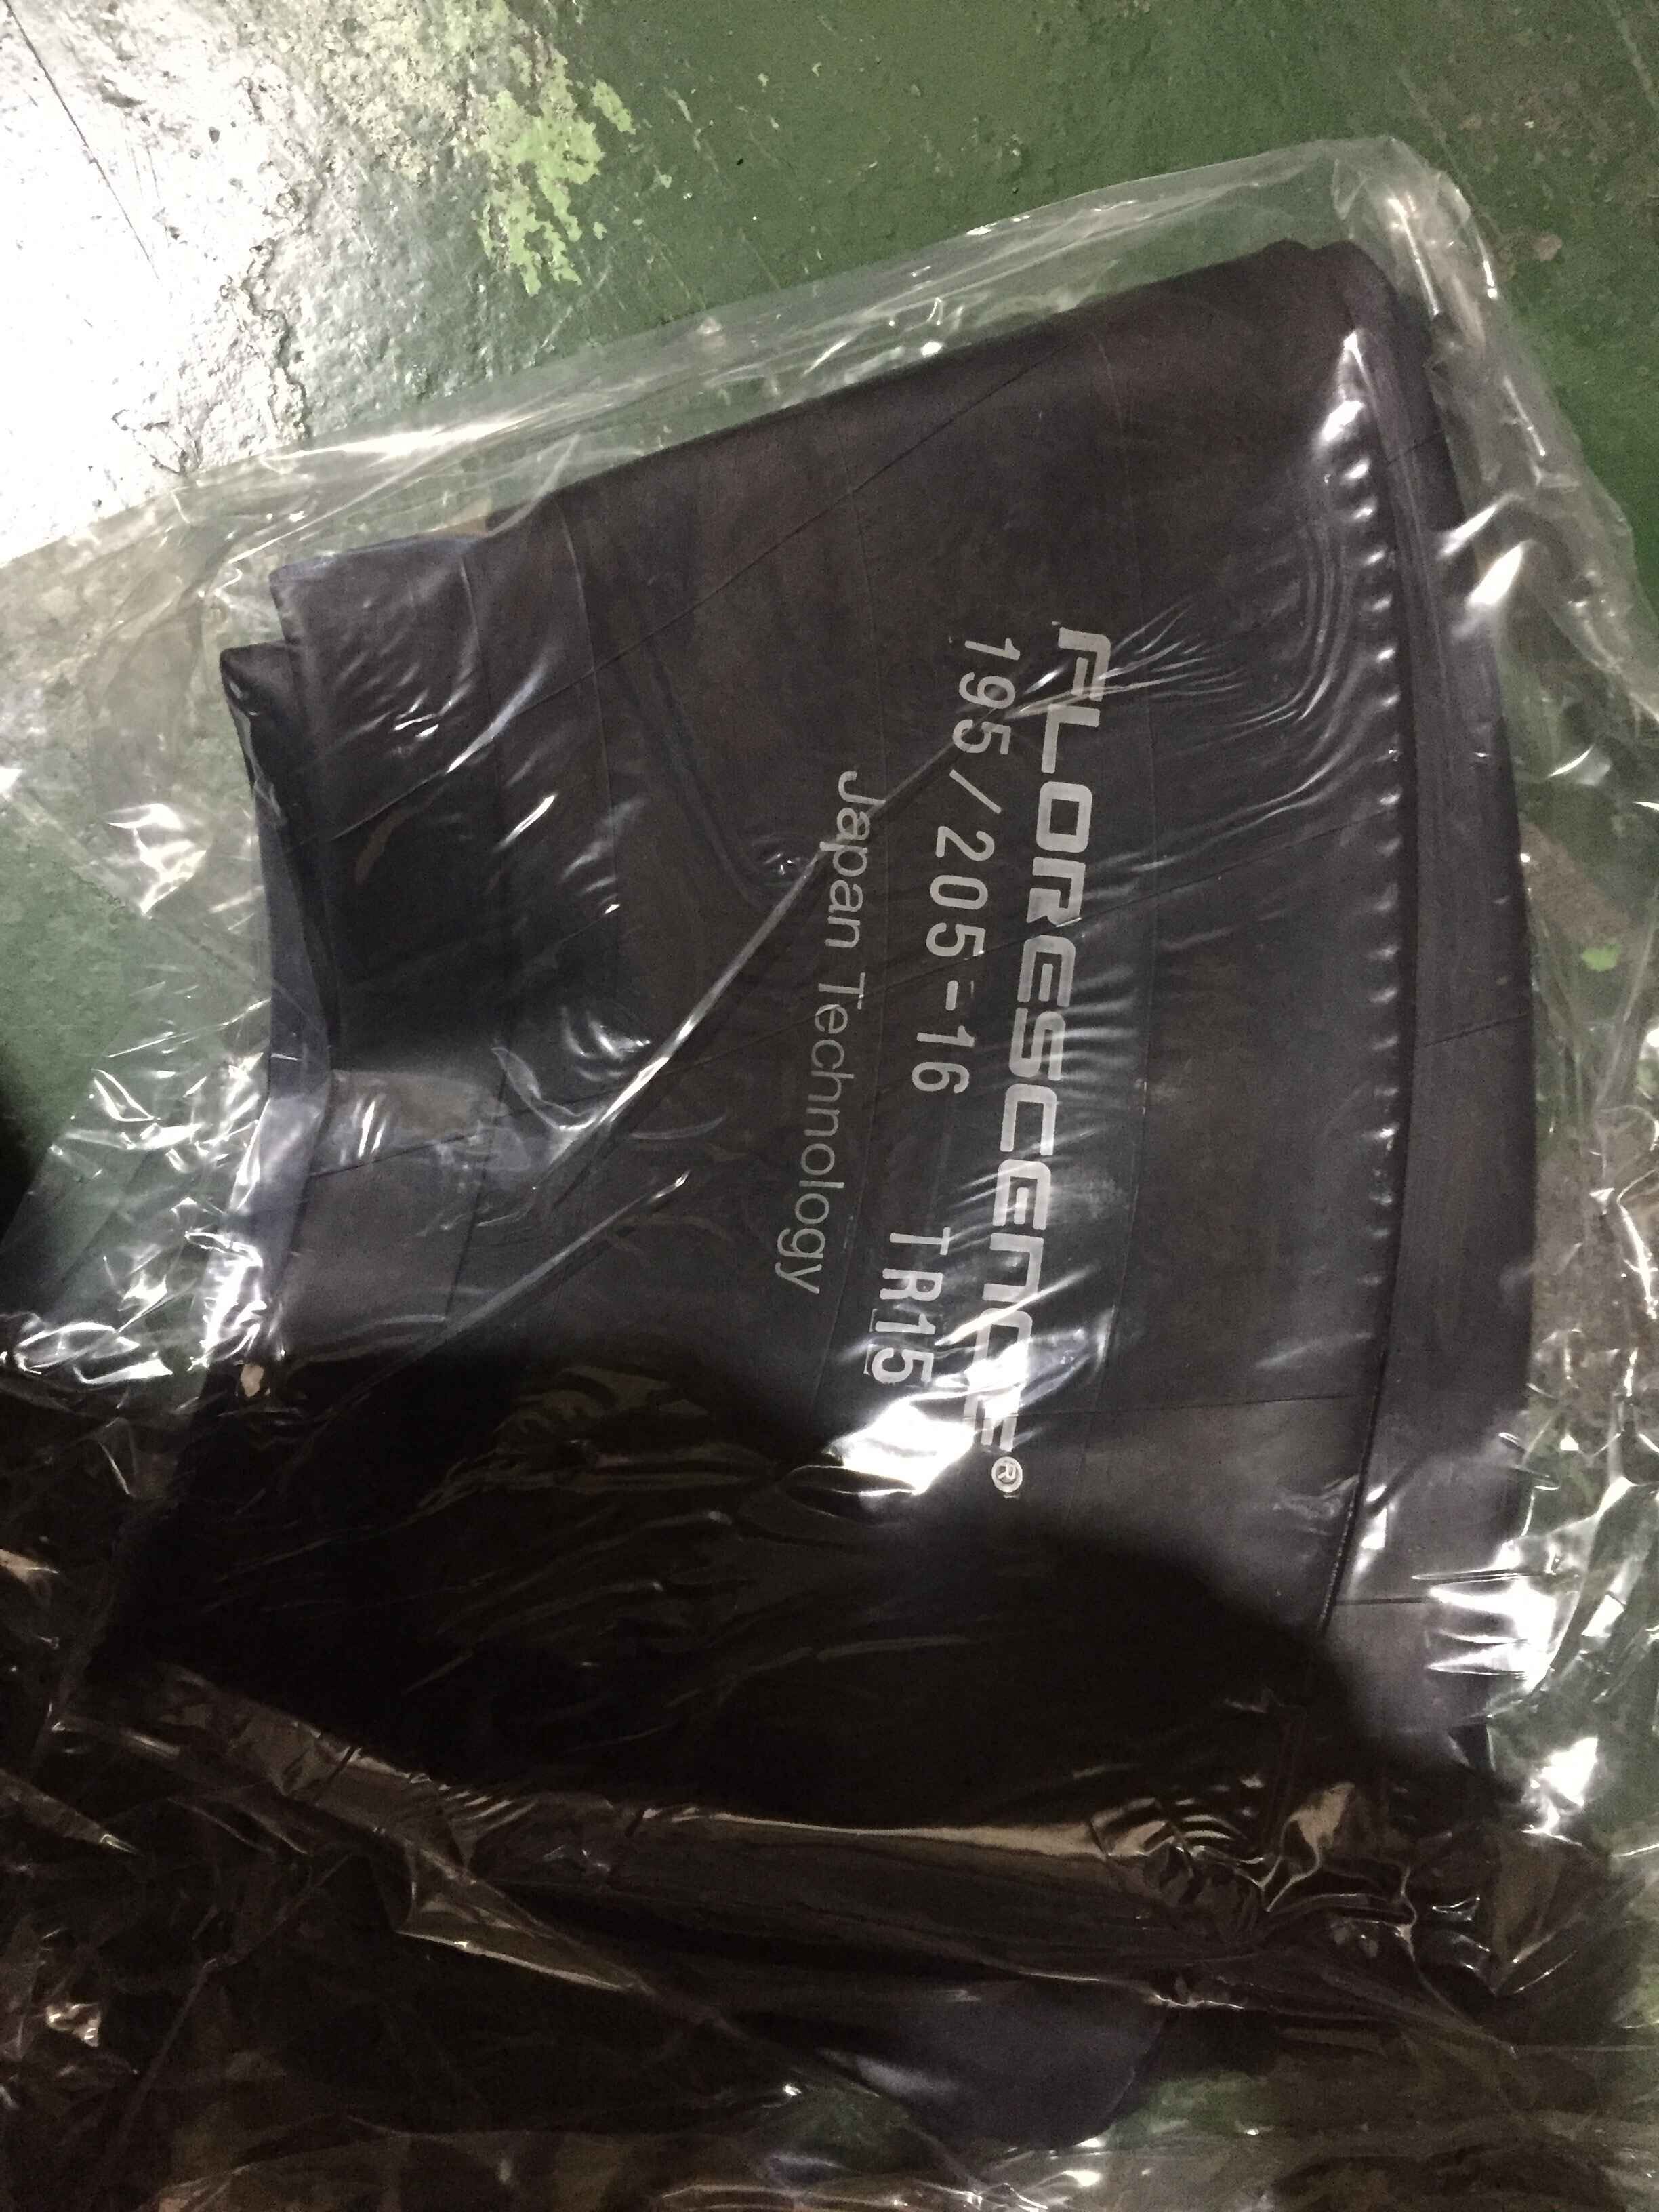 FLORESCENCE®
195/205-16 TR15
Japan Technology